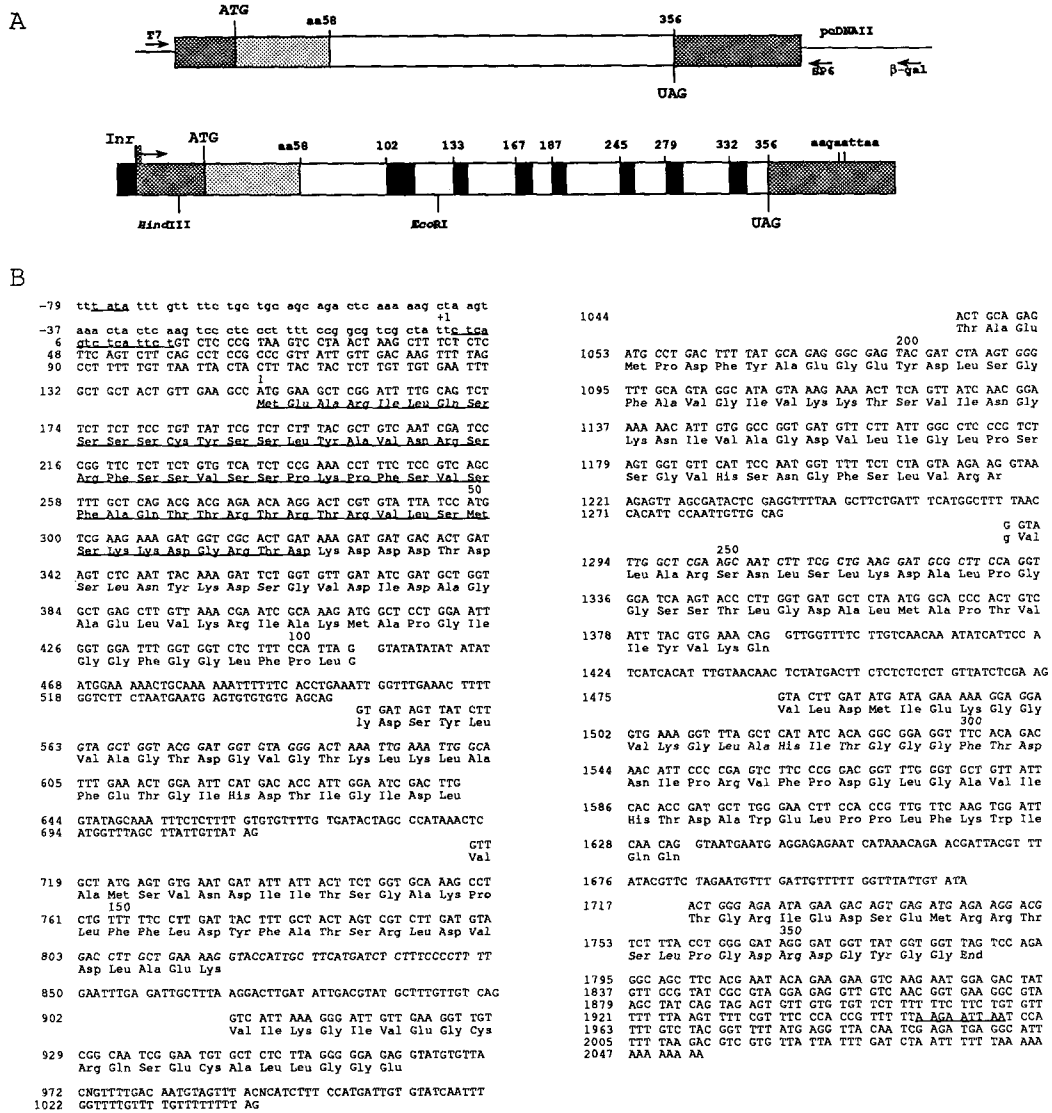 A
ATG
aa58
356
T7
pcDNAII
SP6
β-gal
UAG
Inr
ATG
aa58
102
133
167
187
245
279
332
356
aagaattaa
HindIII
EcoRI
UAG
B
-79 ttt ata ttt gtt ttc tgc tgc agc aga ctc aaa aag cta agt
+1
-37 aaa cta ctc aag tcc ctc cct ttc ccg gcg tcg cta ttc ctca
6 gtc tca ttc tGT CTC CCG TAA GTC CTA ACT AAG CTT TCT CTC
48 TTC AGT CTT CAG CCT CCG CCC GTT ATT GTT GAC AAG TTT TAG
90 CCT TTT TGT TAA TTA CTA CTT TAC TAC TCT TGT TGT GAA TTT
1
132 GCT GCT ACT GTT GAA GCC ATG GAA GCT CGG ATT TTG CAG TCT
Met Glu Ala Arg Ile Leu Gln Ser
174 TCT TCT TCC TGT TAT TCG TCT CTT TAC GCT GTC AAT CGA TCC
Ser Ser Ser Cys Tyr Ser Ser Leu Tyr Ala Val Asn Arg Ser
216 CGG TTC TCT TCT GTG TCA TCT CCG AAA CCT TTC TCC GTC AGC
Arg Phe Ser Ser Val Ser Ser Pro Lys Pro Phe Ser Val Ser
258 TTT GCT CAG ACG ACG AGA ACA AGG ACT CGT GTA TTA TCC ATG
Phe Ala Gln Thr Thr Arg Thr Arg Thr Arg Val Leu Ser Met
50
300 TCG AAG AAA GAT GGT CGC ACT GAT AAA GAT GAT GAC ACT GAT
Ser Lys Lys Asp Gly Arg Thr Asp Lys Asp Asp Asp Thr Asp
342 AGT CTC AAT TAC AAA GAT TCT GGT GTT GAT ATC GAT GCT GGT
Ser Leu Asn Tyr Lys Asp Ser Gly Val Asp Ile Asp Ala Gly
384 GCT GAG CTT GTT AAA CGA ATC GCA AAG ATG GCT CCT GGA ATT
Ala Glu Leu Val Lys Arg Ile Ala Lys Met Ala Pro Gly Ile
100
426 GGT GGA TTT GGT GGT CTC TTT CCA TTA G GTATATATAT ATAT
Gly Gly Phe Gly Gly Leu Phe Pro Leu G
468 ATGGAA AAACTGCAAA AAATTTTTTC ACCTGAAATT GGTTTGAAAC TTTT
518 GGTCTTC CTAATGAATG AGTGTGTGTG AGCAG
GT GAT AGT TAT CTT
ly Asp Ser Tyr Leu
563 GTA GCT GGT ACG GAT GGT GTA GGG ACT AAA TTG AAA TTG GCA
Val Ala Gly Thr Asp Gly Val Gly Thr Lys Leu Lys Leu Ala
605 TTT GAA ACT GGA ATT CAT GAC ACC ATT GGA ATC GAC TTG
Phe Glu Thr Gly Ile His Asp Thr Ile Gly Ile Asp Leu
644 GTATAGCAAA TTTCTCTTTT GTGTGTTTTG TGATACTAGC CCATAAACTC
694 ATGGTTTAGCT TATTGTTAT AG
GTT
Val
719 GCT ATG AGT GTG AAT GAT ATT ATT ACT TCT GGT GCA AAG CCT
Ala Met Ser Val Asn Asp Ile Ile Thr Ser Gly Ala Lys Pro
150
761 CTG TTT TTC CTT GAT TAC TTT GCT ACT AGT CGT CTT GAT GTA
Leu Phe Phe Leu Asp Tyr Phe Ala Thr Ser Arg Leu Asp Val
803 GAC CTT GCT GAA AAG GTACCATTGC TTCATGATCT CTTTCCCCTT TT
Asp Leu Ala Glu Lys
850 GAATTTGA GATTGCTTTA AGGACTTGAT ATTGACGTAT GCTTTGTTGT CAG
902 GTC ATT AAA GGG ATT GTT GAA GGT TGT
Val Ile Lys Gly Ile Val Glu Gly Cys
929 CGG CAA TCG GAA TGT GCT CTC TTA GGG GGA GAG GTATGTGTTA
Arg Gln Ser Glu Cys Ala Leu Leu Gly Gly Glu
972 CNGTTTTGAC AATGTAGTTT ACNCATCTTT CCATGATTGT GTATCAATTT
1022 GGTTTTGTTT TGTTTTTTTT AG
1044 ACT GCA GAG
Thr Ala Glu
200
1053 ATG CCT GAC TTT TAT GCA GAG GGC GAG TAC GAT CTA AGT GGG
Met Pro Asp Phe Tyr Ala Glu Gly Glu Tyr Asp Leu Ser Gly
1095 TTT GCA GTA GGC ATA GTA AAG AAA ACT TCA GTT ATC AAC GGA
Phe Ala Val Gly Ile Val Lys Lys Thr Ser Val Ile Asn Gly
1137 AAA AAC ATT GTG GCC GGT GAT GTT CTT ATT GGC CTC CCG TCT
Lys Asn Ile Val Ala Gly Asp Val Leu Ile Gly Leu Pro Ser
1179 AGT GGT GTT CAT TCC AAT GGT TTT TCT CTA GTA AGA AG GTAA
Ser Gly Val His Ser Asn Gly Phe Ser Leu Val Arg Ar
1221 AGAGTT AGCGATACTC GAGGTTTTAA GCTTCTGATT TCATGGCTTT TAAC
1271 CACATT CCAATTGTTG CAG
G GTA
g Val
1294 TTG GCT CGA AGC AAT CTT TCG CTG AAG GAT GCG CTT CCA GGT
Leu Ala Arg Ser Asn Leu Ser Leu Lys Asp Ala Leu Pro Gly
250
1336 GGA TCA AGT ACC CTT GGT GAT GCT CTA ATG GCA CCC ACT GTC
Gly Ser Ser Thr Leu Gly Asp Ala Leu Met Ala Pro Thr Val
1378 ATT TAC GTG AAA CAG GTTGGTTTTC TTGTCAACAA ATATCATTCC A
Ile Tyr Val Lys Gln
1424 TCATCACAT TTGTAACAAC TCTATGACTT CTCTCTCTCT GTTATCTCGA AG
1475 GTA CTT GAT ATG ATA GAA AAA GGA GGA
Val Leu Asp Met Ile Glu Lys Gly Gly
300
1502 GTG AAA GGT TTA GCT CAT ATC ACA GGC GGA GGT TTC ACA GAC
Val Lys Gly Leu Ala His Ile Thr Gly Gly Gly Phe Thr Asp
1544 AAC ATT CCC CGA GTC TTC CCG GAC GGT TTG GGT GCT GTT ATT
Asn Ile Pro Arg Val Phe Pro Asp Gly Leu Gly Ala Val Ile
1586 CAC ACC GAT GCT TGG GAA CTT CCA CCG TTG TTC AAG TGG ATT
His Thr Asp Ala Trp Glu Leu Pro Pro Leu Phe Lys Trp Ile
1628 CAA CAG GTAATGAATG AGGAGAGAAT CATAAACAGA ACGATTACGT TT
Gln Gln
1676 ATACGTTC TAGAATGTTT GATTGTTTTT GGTTTATTGT ATA
1717 ACT GGG AGA ATA GAA GAC AGT GAG ATG AGA AGG ACG
Thr Gly Arg Ile Glu Asp Ser Glu Met Arg Arg Thr
350
1753 TCT TTA CCT GGG GAT AGG GAT GGT TAT GGT GGT TAG TCC AGA
Ser Leu Pro Gly Asp Arg Asp Gly Tyr Gly Gly End
1795 GGC AGC TTC ACG AAT ACA GAA GAA GTC AAG AAT GGA GAC TAT
1837 GTT GCG TAT CGC GTA GGA GAG GTT GTC AAC GGT GAA GGC TA
1879 AGC TAT CAG TAG AGA GTT GTG TGT TCT TTT TTC TTC TGT GTT
1921 TTT TTA AGT TTT CGT TTC CCA CCG TTT TTA AAGA ATT AA TCCA
1963 TTT GTC TAC GGT TTT ATG AGG TTA CAA TCG AGA TGA GGC ATT
2005 TTT TAA GAC GTC GTG TTA TTA TTT GAT CTA ATT TTT TAA AAA
2047 AAA AAA AA